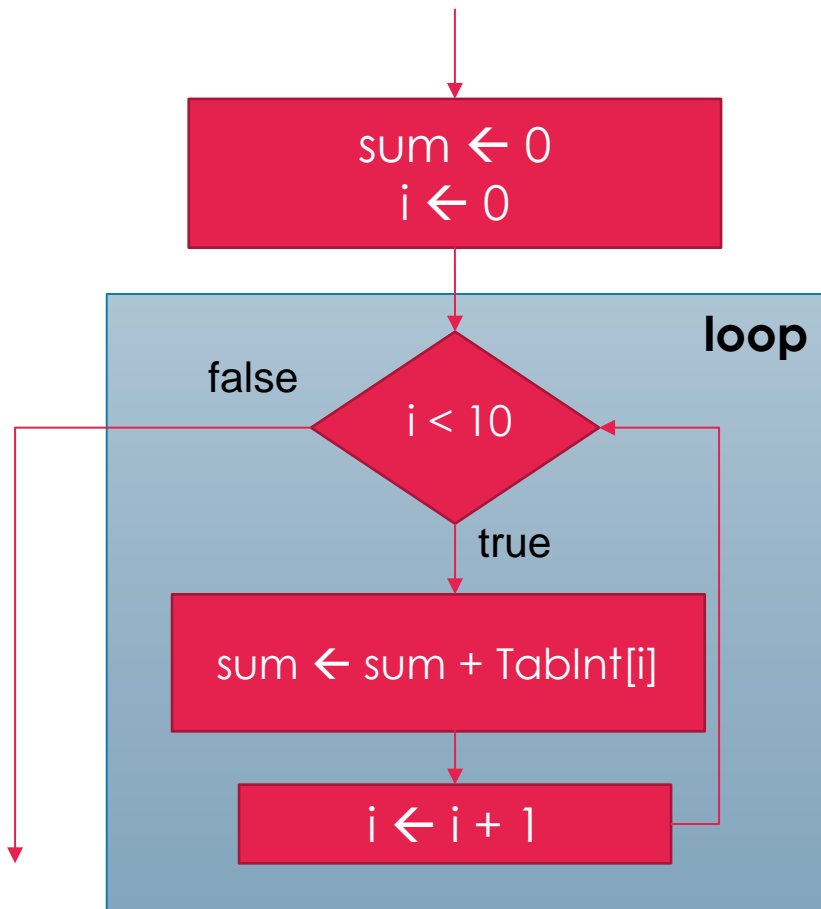 sum ← 0
i ← 0
loop
false
i < 10
true
sum ← sum + TabInt[i]
i ← i + 1